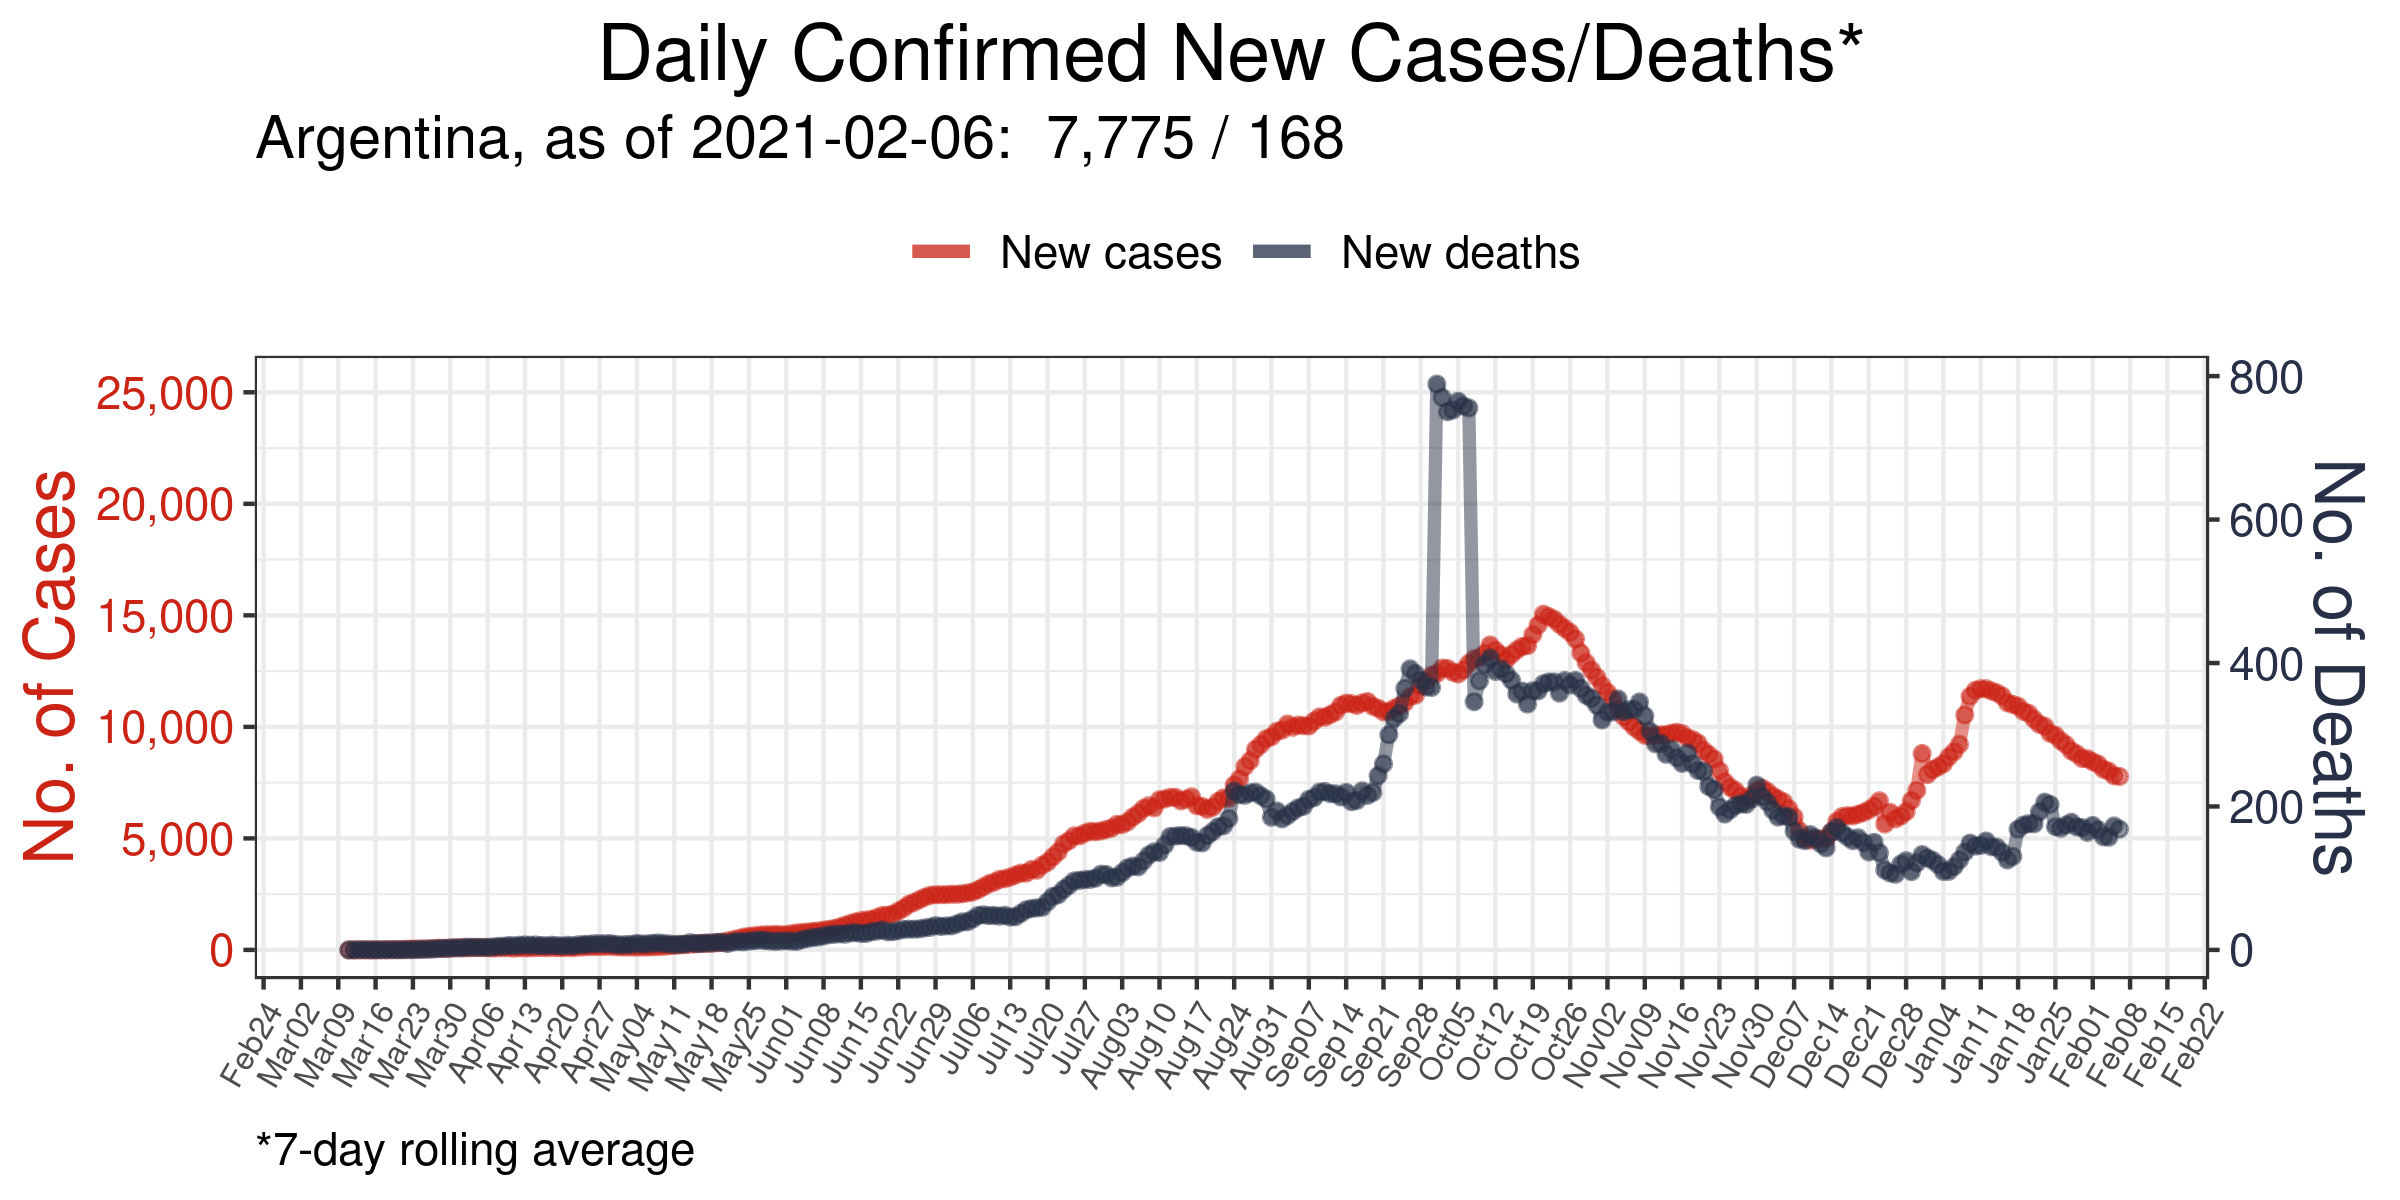 Daily Confirmed New Cases/Deaths*
Argentina, as of 2021-02-06:  7,775 / 168
New cases New deaths
No. of Cases
25,000
20,000
15,000
10,000
5,000
0
800
600
400
200
0
No. of Deaths
Feb24 Mar02 Mar09 Mar16 Mar23 Mar30 Apr06 Apr13 Apr20 Apr27 May04 May11 May18 May25 Jun01 Jun08 Jun15 Jun22 Jun29 Jul06 Jul13 Jul20 Jul27 Aug03 Aug10 Aug17 Aug24 Aug31 Sep07 Sep14 Sep21 Sep28 Oct05 Oct12 Oct19 Oct26 Nov02 Nov09 Nov16 Nov23 Nov30 Dec07 Dec14 Dec21 Dec28 Jan04 Jan11 Jan18 Jan25 Feb01 Feb08 Feb15 Feb22
*7-day rolling average